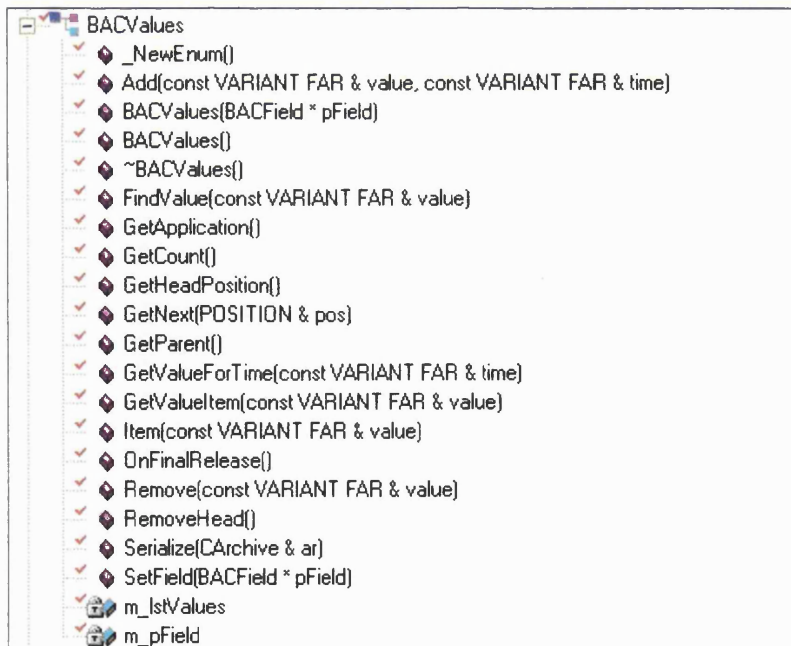 BACValues
_NewEnum()
Add(const VARIANT FAR & value, const VARIANT FAR & time)
BACValues(BACField * pField)
BACValues()
~BACValues()
FindValue(const VARIANT FAR & value)
GetApplication()
GetCount()
GetHeadPosition()
GetNext(POSITION & pos)
GetParent()
GetValueForTime(const VARIANT FAR & time)
GetValueItem(const VARIANT FAR & value)
Item(const VARIANT FAR & value)
OnFinalRelease()
Remove(const VARIANT FAR & value)
RemoveHead()
Serialize(CArchive & ar)
SetField(BACField * pField)
m_lstValues
m_pField